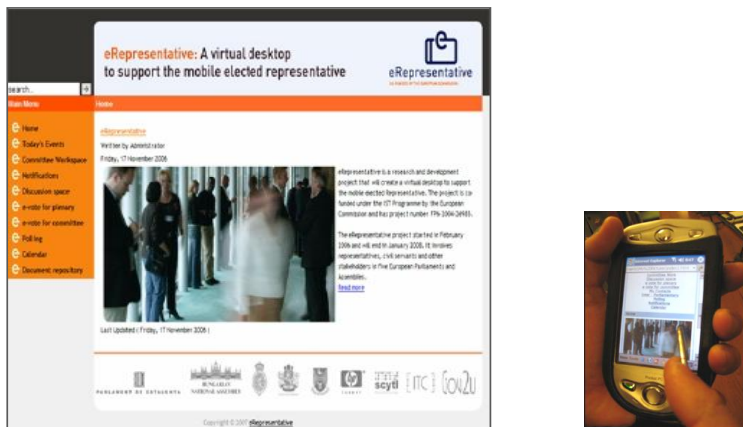 eRepresentative: A virtual desktop
to support the mobile elected representative
eRepresentative
search...
Main Menu
Home
Home
Today's Events
Committee Workspace
Notifications
Discussion space
e-vote for plenary
e-vote for committee
Polling
Calendar
Document repository
eRepresentative
Written by Administrator
Friday, 17 November 2006
eRepresentative is a research and development
project that will create a virtual desktop to support
the mobile elected Representative. The project is co-
funded under the IST Programme by the European
Commission and has project number FP6-2004-26985.
The eRepresentative project started in February
2006 and will end in January 2008. It involves
representatives, civil servants and other
stakeholders in five European Parliaments and
Assemblies.
Read more
Last Updated ( Friday, 17 November 2006 )
PARLAMENT DE CATALUNYA
HUNGARIAN
NATIONAL ASSEMBLY
hp
scytl
[ITC]
Gov2u
Copyright © 2007 eRepresentative